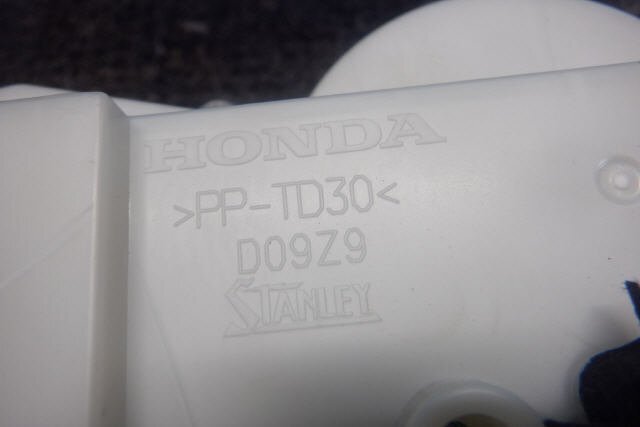 HONDA
>PP-TD30<
D09Z9
STANLEY